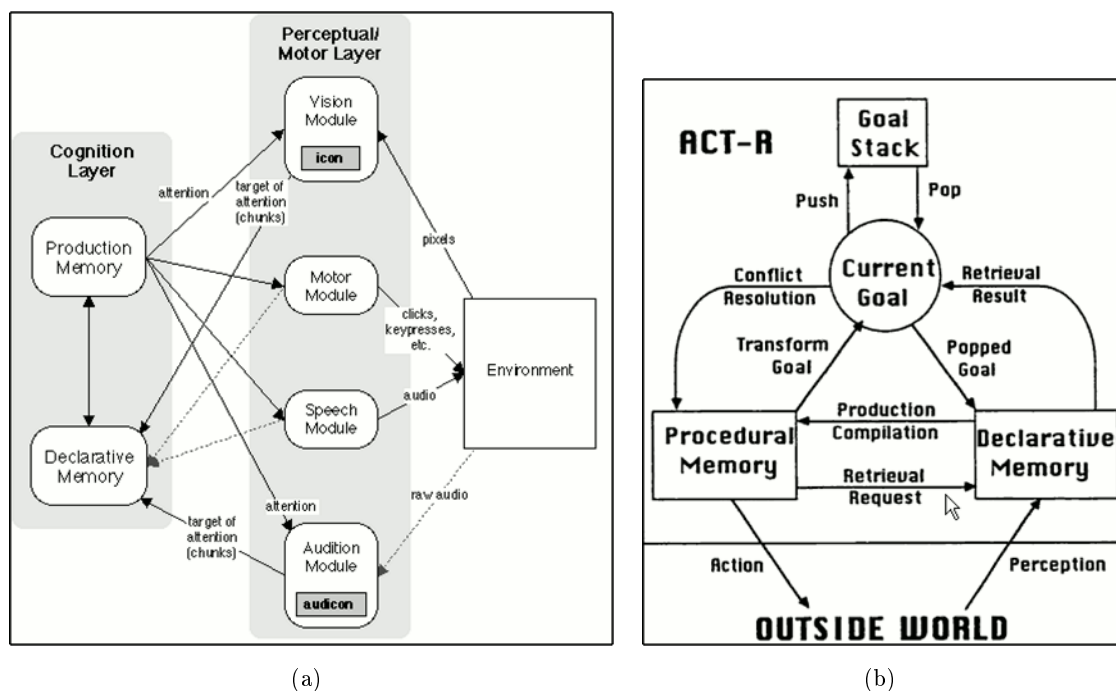 Perceptual/
Motor Layer
Vision
Module
icon
Cognition
Layer
attention
target of
attention
(chunks)
Production
Memory
pixels
Motor
Module
clicks,
keypresses,
etc.
Environment
audio
Speech
Module
Declarative
Memory
raw audio
attention
target of
attention
(chunks)
Audition
Module
audicon
(a)
ACT-R
Goal
Stack
Push
Pop
Current
Goal
Conflict
Resolution
Retrieval
Result
Transform
Goal
Popped
Goal
Procedural
Memory
Production
Compilation
Declarative
Memory
Retrieval
Request
Action
Perception
OUTSIDE WORLD
(b)